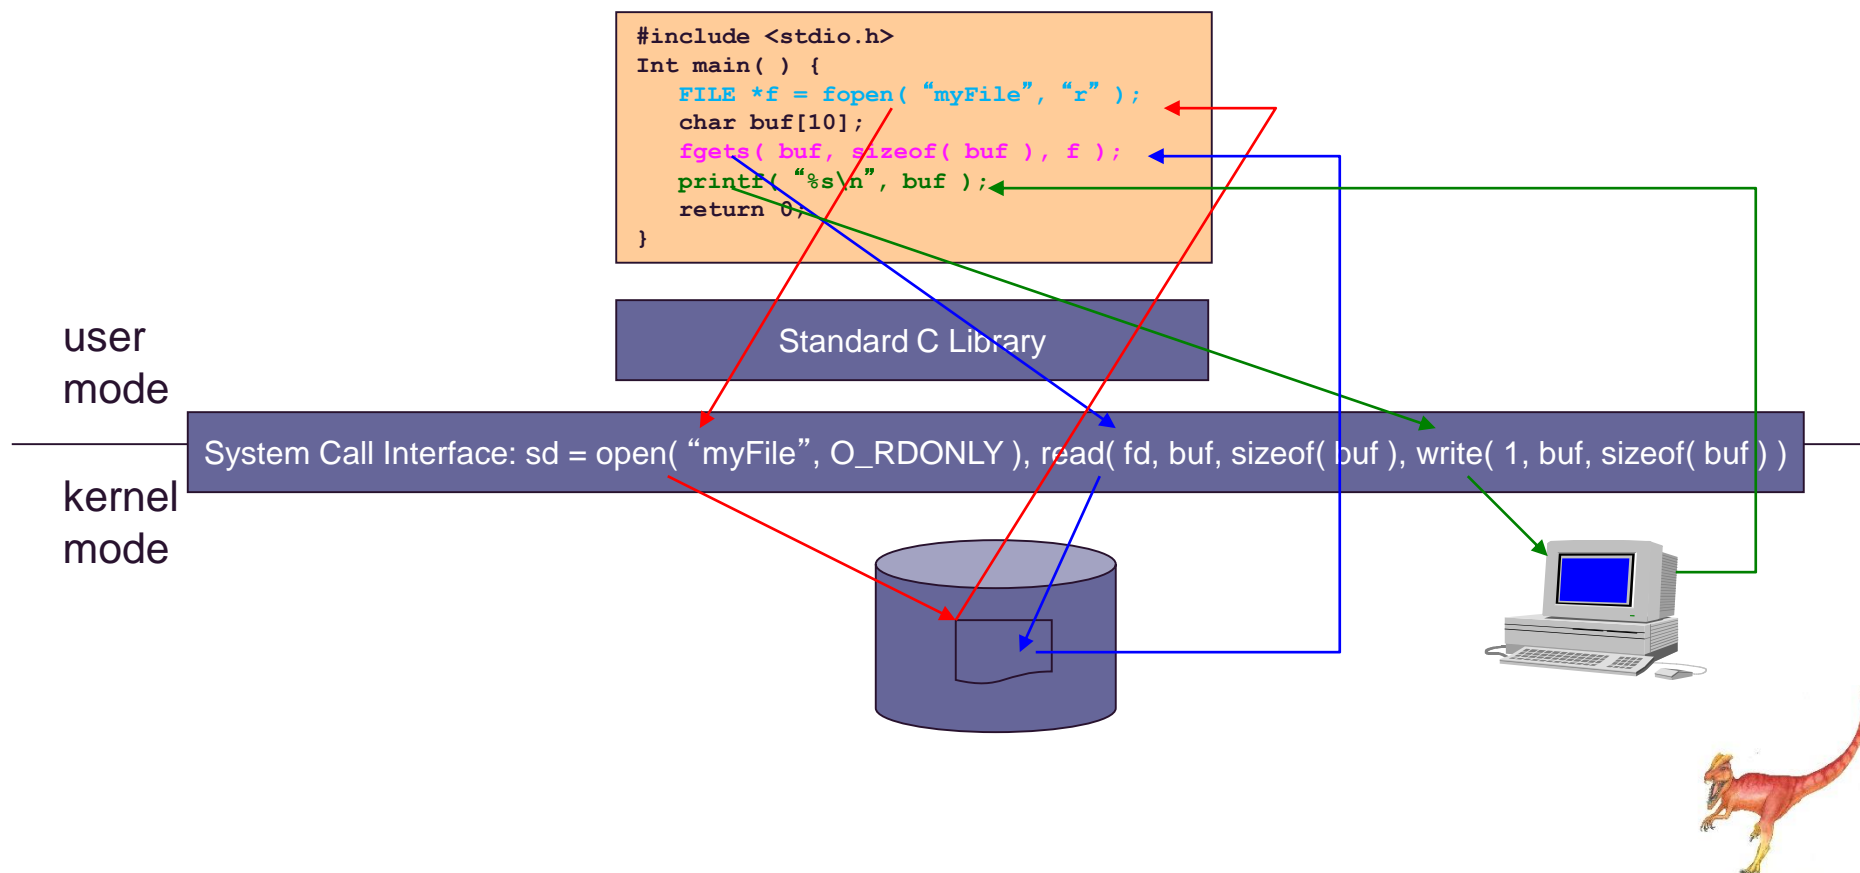 #include <stdio.h>
Int main( ) {
FILE *f = fopen( “myFile”, “r” );
char buf[10];
fgets( buf, sizeof( buf ), f );
printf( “%s\n”, buf );
return 0;
}
Standard C Library
user
mode
System Call Interface: sd = open( “myFile”, O_RDONLY ), read( fd, buf, sizeof( buf ), write( 1, buf, sizeof( buf ) )
kernel
mode